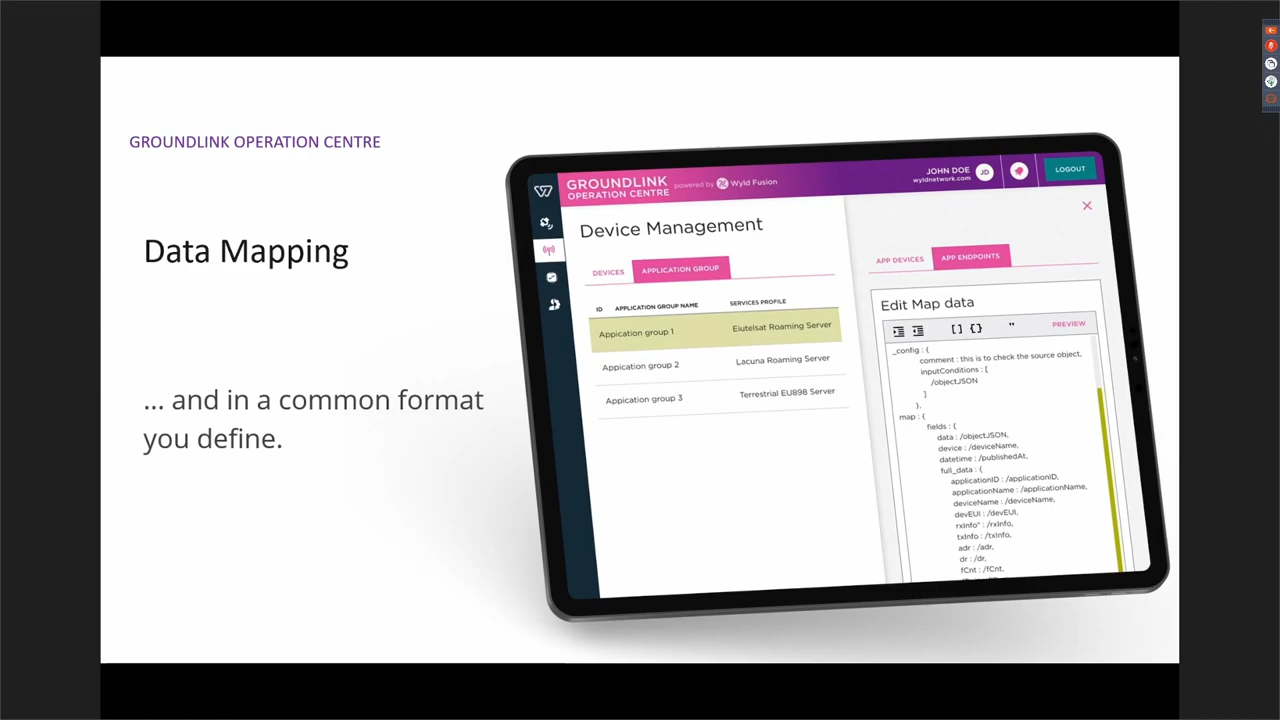 GROUNDLINK OPERATION CENTRE
Data Mapping
... and in a common format
you define.
GROUNDLINK
OPERATION CENTRE
powered by Wyld Fusion
JOHN DOE
wyldnetwork.com
JD
LOGOUT
Device Management
DEVICES
APPLICATION GROUP
ID
APPLICATION GROUP NAME
SERVICES PROFILE
Appication group 1
Eiutelsat Roaming Server
Appication group 2
Lacuna Roaming Server
Appication group 3
Terrestrial EU898 Server
APP DEVICES
APP ENDPOINTS
Edit Map data
[ ] { } "
PREVIEW
_config : {
comment : this is to check the source object,
inputConditions : [
/objectJSON
]
},
map : {
fields : {
data : /objectJSON,
device : /deviceName,
datetime : /publishedAt,
full_data : {
applicationID : /applicationID,
applicationName : /applicationName,
deviceName : /deviceName,
devEUI : /devEUI,
rxInfo" : /rxInfo,
txInfo : /txInfo,
adr : /adr,
dr : /dr,
fCnt : /fCnt,